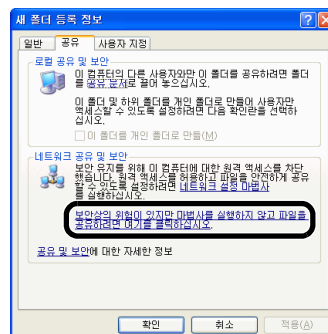 새 폴더 등록 정보
일반 공유 사용자 지정
로컬 공유 및 보안
이 컴퓨터의 다른 사용자와만 이 폴더를 공유하려면 폴더
를 공유 문서로 끌어 놓으십시오.
이 폴더 및 하위 폴더를 개인 폴더로 만들어 사용자만
액세스할 수 있도록 설정하려면 다음 확인란을 선택하
십시오.
이 폴더를 개인 폴더로 만듦(M)
네트워크 공유 및 보안
보안 유지를 위해 이 컴퓨터에 대한 원격 액세스를 차단
했습니다. 원격 액세스를 허용하고 파일을 안전하게 공유
할 수 있도록 설정하려면 네트워크 설정 마법사
를 실행하십시오.
보안상의 위험이 있지만 마법사를 실행하지 않고 파일을
공유하려면 여기를 클릭하십시오.
공유 및 보안에 대한 자세한 정보
확인 취소 적용(A)